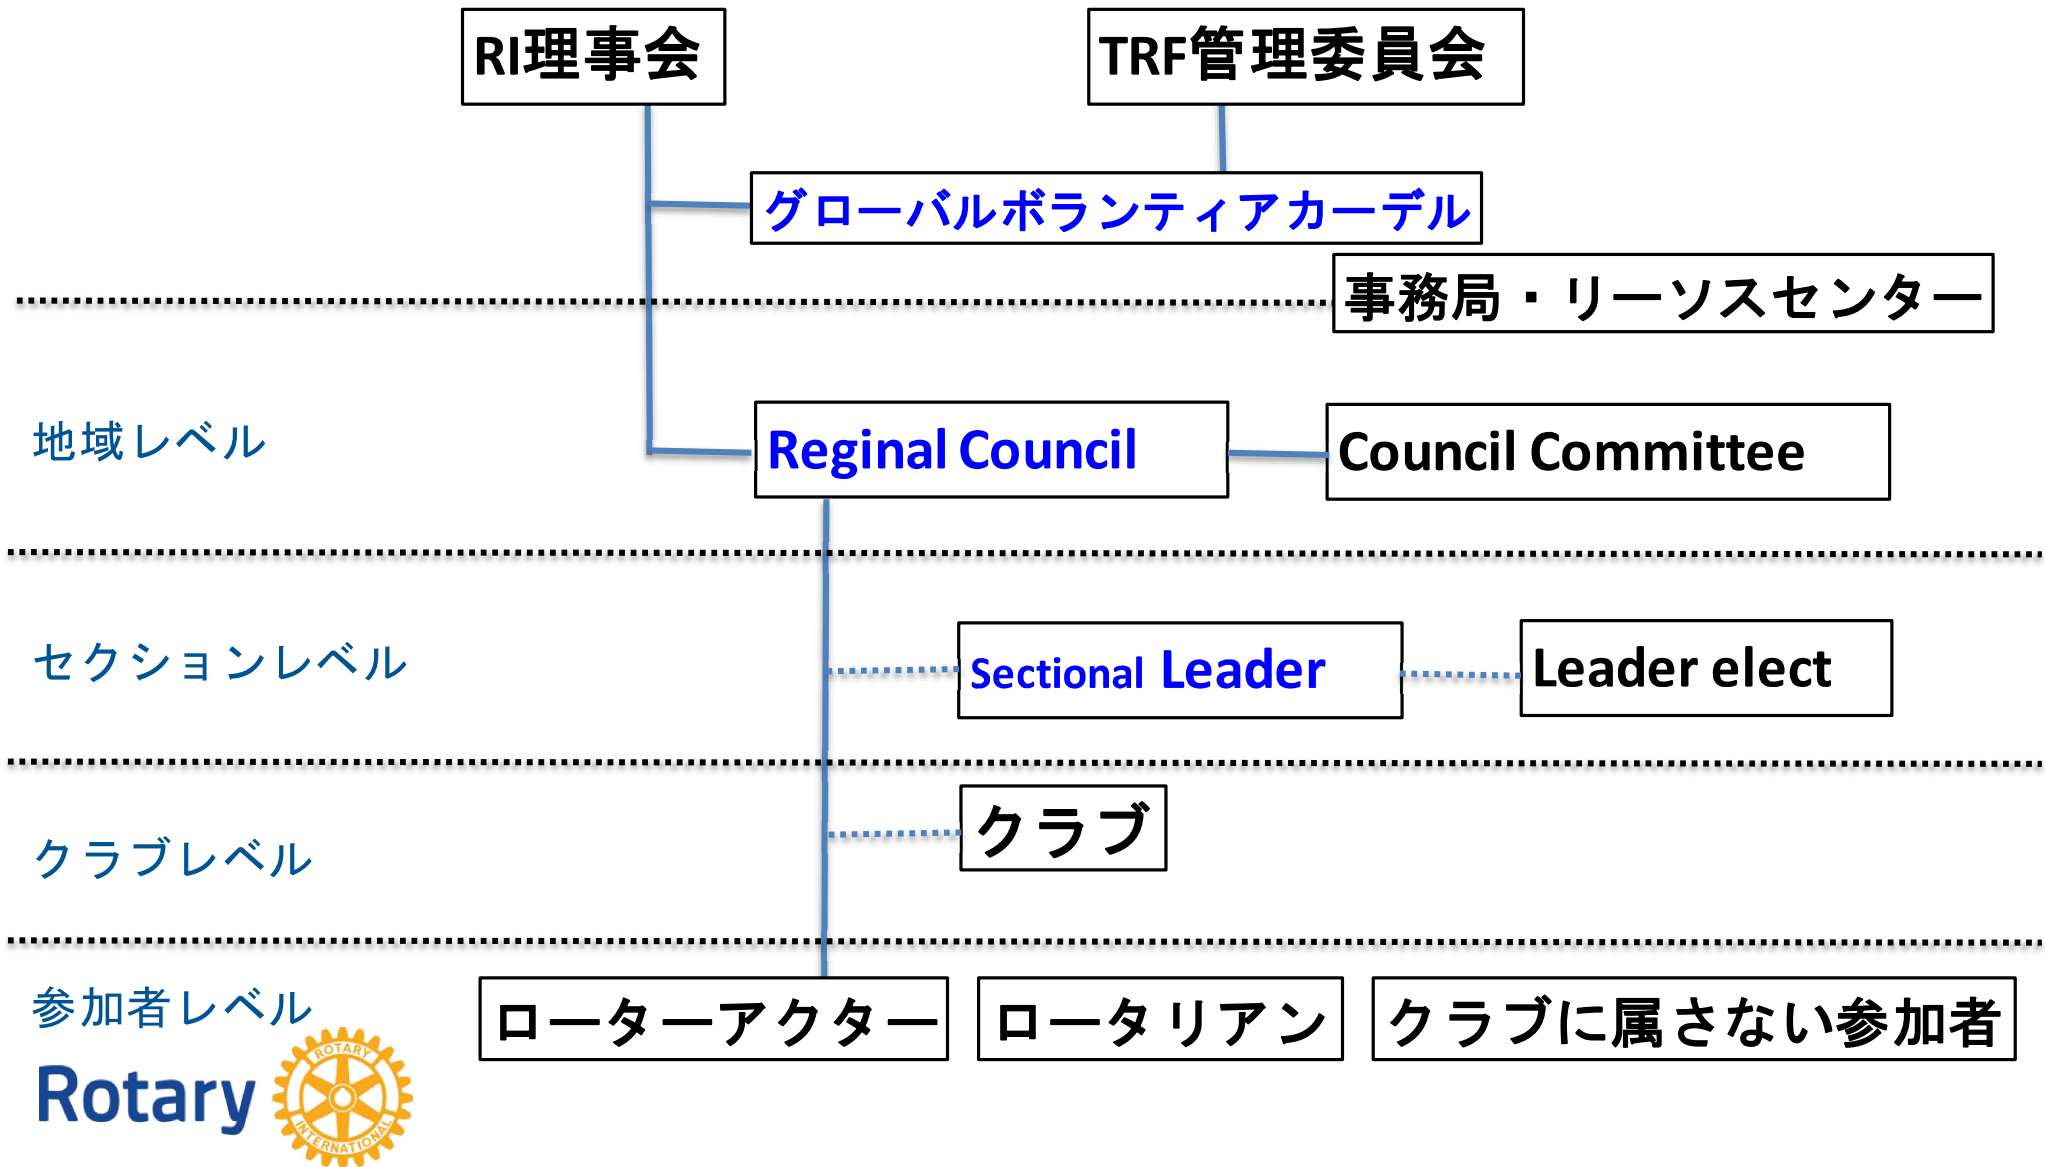 RI理事会
TRF管理委員会
グローバルボランティアカーデル
事務局・リーソスセンター
地域レベル
Reginal Council
Council Committee
セクションレベル
Sectional Leader
Leader elect
クラブ
クラブレベル
参加者レベル
ローターアクター
ロータリアン
クラブに属さない参加者
Rotary
ROTARY
INTERNATIONAL